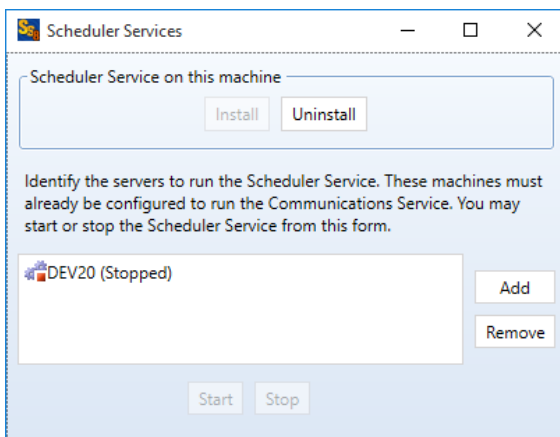 Scheduler Services
Scheduler Service on this machine
Install Uninstall
Identify the servers to run the Scheduler Service. These machines must
already be configured to run the Communications Service. You may
start or stop the Scheduler Service from this form.
DEV20 (Stopped)
Add
Remove
Start Stop